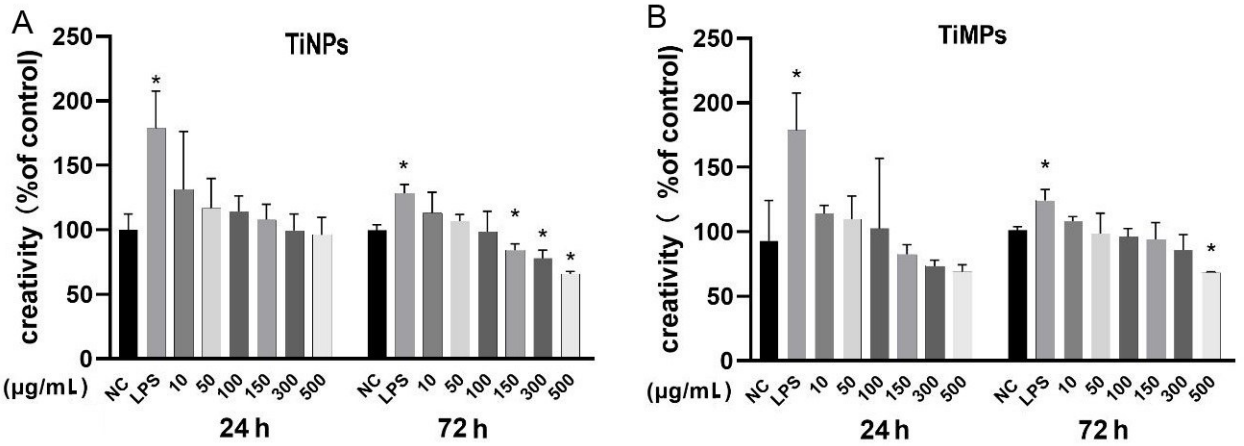 A
TiNPs
creativity (%of control)
250
200
150
100
50
0
* * * * *
(μg/mL) NC LPS 10 50 100 150 300 500 NC LPS 10 50 100 150 300 500
24 h 72 h
B
TiMPs
creativity ( %of control)
250
200
150
100
50
0
* * *
(μg/mL) NC LPS 10 50 100 150 300 500 NC LPS 10 50 100 150 300 500
24 h 72 h